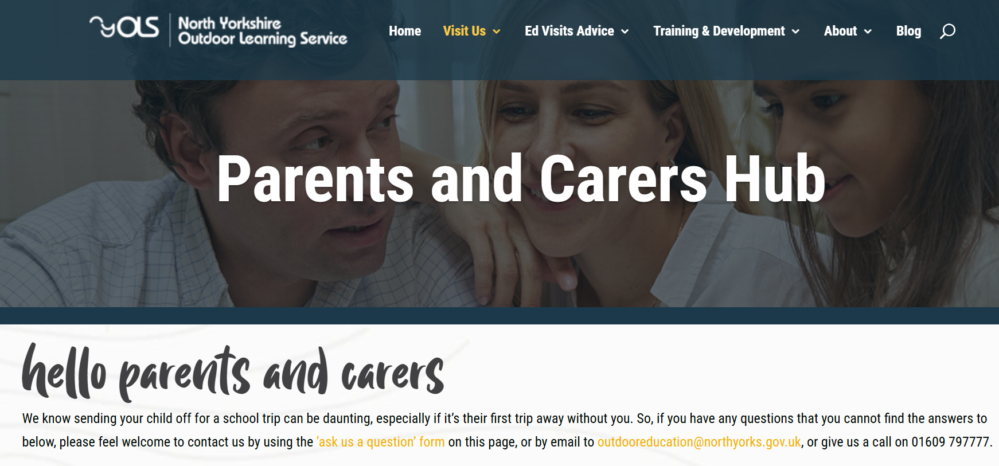 nyOLS
North Yorkshire
Outdoor Learning Service
Home Visit Us Ed Visits Advice Training & Development About Blog
Parents and Carers Hub
hello parents and carers
We know sending your child off for a school trip can be daunting, especially if it’s their first trip away without you. So, if you have any questions that you cannot find the answers to
below, please feel welcome to contact us by using the ‘ask us a question’ form on this page, or by email to outdooreducation@northyorks.gov.uk, or give us a call on 01609 797777.